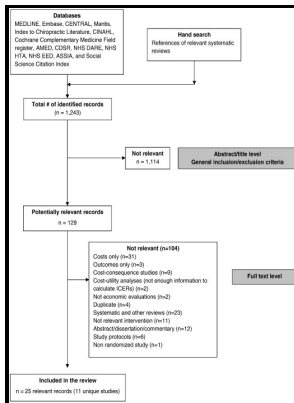 Databases
MEDLINE, Embase, CENTRAL, Mantis,
Index to Chiropractic Literature, CINAHL,
Cochrane Complementary Medicine Field
register, AMED, CDSR, NHS DARE, NHS
HTA, NHS EED, ASSIA, and Social
Science Citation Index
Hand search
References of relevant systematic
reviews
Total # of identified records
(n = 1,243)
Not relevant
n = 1,114
Abstract/title level
General inclusion/exclusion criteria
Potentially relevant records
n = 129
Not relevant (n=104)
Costs only (n=31)
Outcomes only (n=3)
Cost-consequence studies (n=9)
Cost-utility analyses (not enough information to
calculate ICERs) (n=2)
Not economic evaluations (n=2)
Duplicate (n=4)
Systematic and other reviews (n=23)
Not relevant intervention (n=11)
Abstract/dissertation/commentary (n=12)
Study protocols (n=6)
Non randomized study (n=1)
Full text level
Included in the review
n = 25 relevant records (11 unique studies)